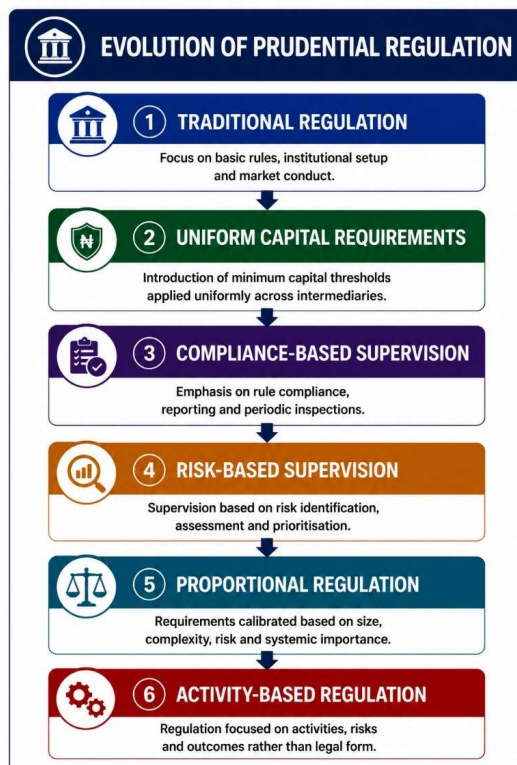 EVOLUTION OF PRUDENTIAL REGULATION
1 TRADITIONAL REGULATION
Focus on basic rules, institutional setup
and market conduct.
₦
2 UNIFORM CAPITAL REQUIREMENTS
Introduction of minimum capital thresholds
applied uniformly across intermediaries.
3 COMPLIANCE-BASED SUPERVISION
Emphasis on rule compliance,
reporting and periodic inspections.
4 RISK-BASED SUPERVISION
Supervision based on risk identification,
assessment and prioritisation.
5 PROPORTIONAL REGULATION
Requirements calibrated based on size,
complexity, risk and systemic importance.
6 ACTIVITY-BASED REGULATION
Regulation focused on activities, risks
and outcomes rather than legal form.